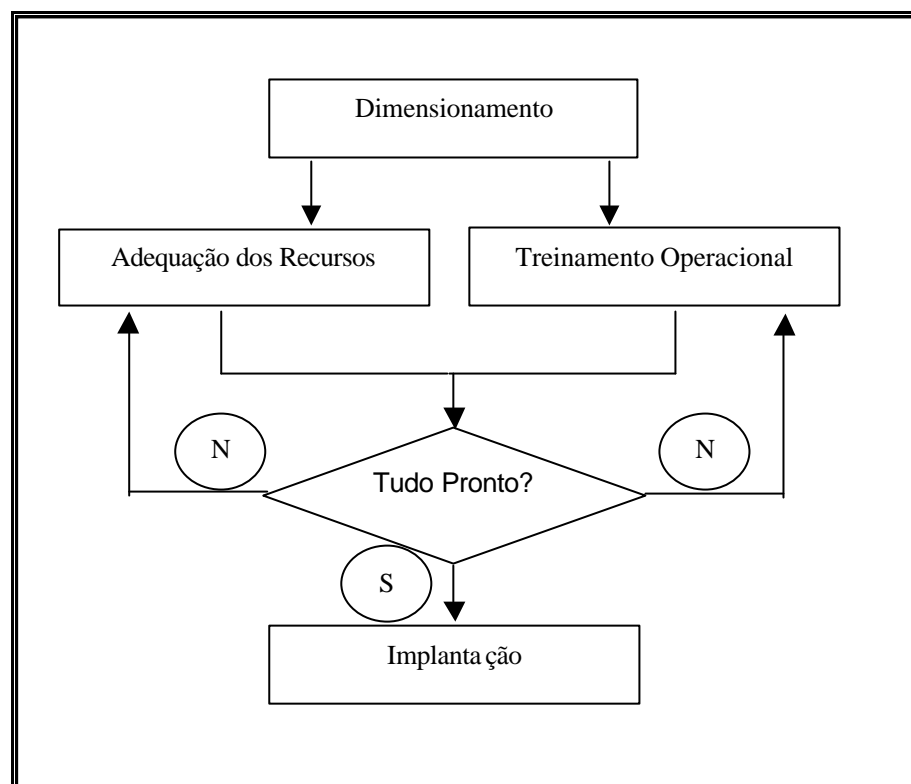 Dimensionamento
Adequação dos Recursos
Treinamento Operacional
N
N
Tudo Pronto?
S
Implanta ção